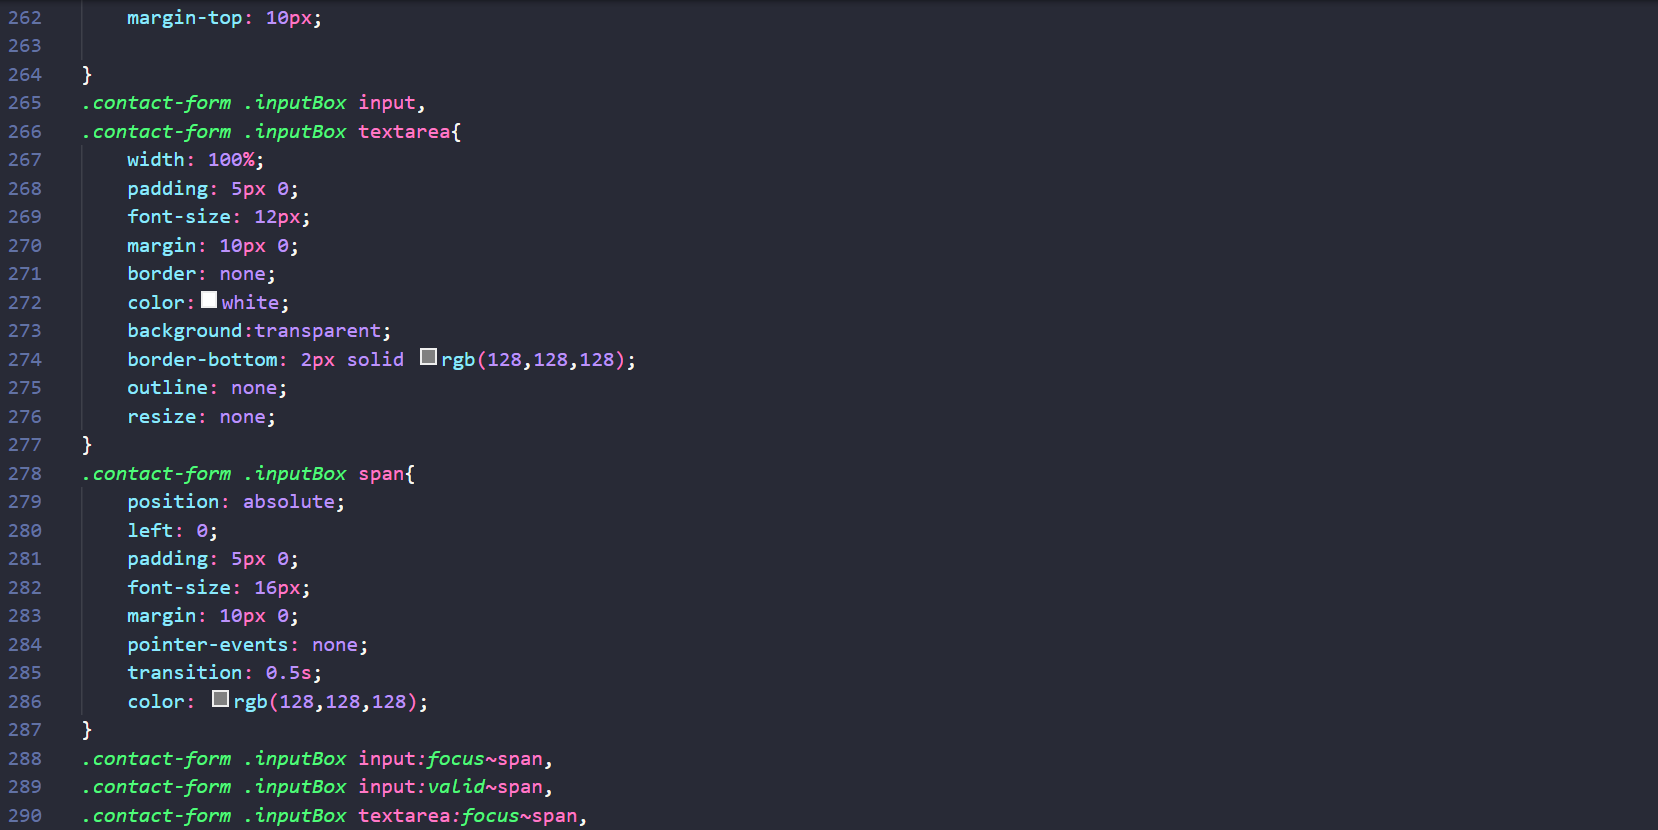 262 margin-top: 10px;
263
264 }
265 .contact-form .inputBox input,
266 .contact-form .inputBox textarea{
267 width: 100%;
268 padding: 5px 0;
269 font-size: 12px;
270 margin: 10px 0;
271 border: none;
272 color: white;
273 background:transparent;
274 border-bottom: 2px solid rgb(128,128,128);
275 outline: none;
276 resize: none;
277 }
278 .contact-form .inputBox span{
279 position: absolute;
280 left: 0;
281 padding: 5px 0;
282 font-size: 16px;
283 margin: 10px 0;
284 pointer-events: none;
285 transition: 0.5s;
286 color: rgb(128,128,128);
287 }
288 .contact-form .inputBox input:focus~span,
289 .contact-form .inputBox input:valid~span,
290 .contact-form .inputBox textarea:focus~span,